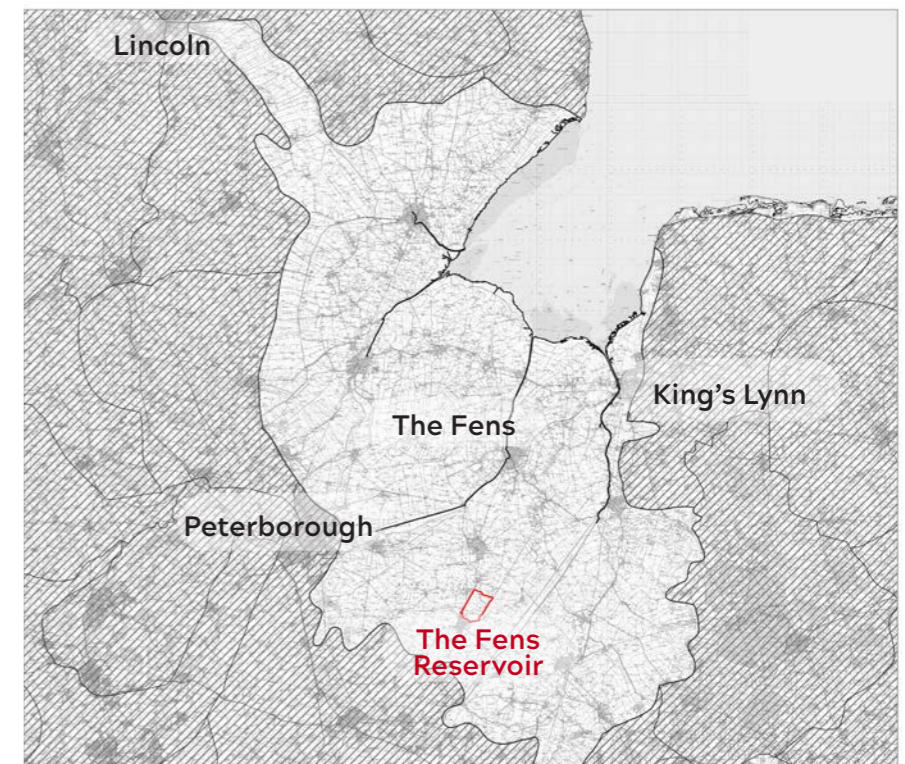 Lincoln
King's Lynn
The Fens
Peterborough
The Fens
Reservoir